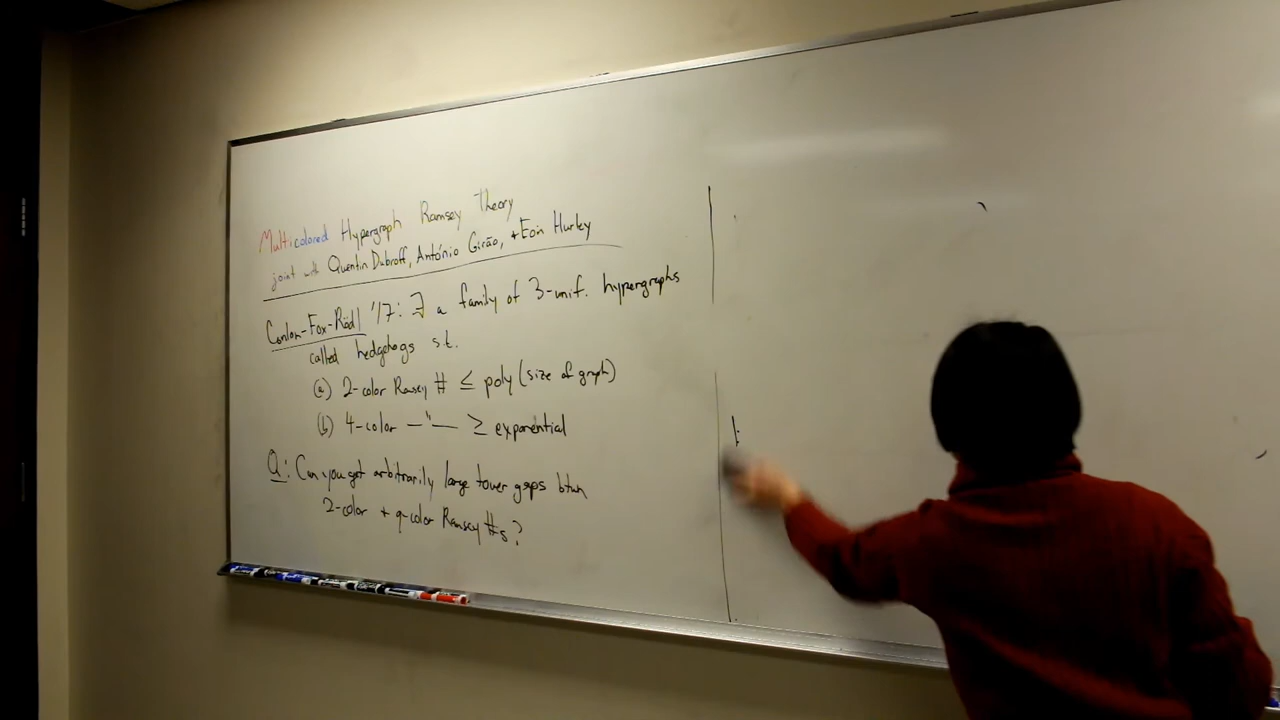 Multicolored Hypergraph Ramsey Theory
joint with Quentin Dubroff, António Girão, + Eoin Hurley
Conlon-Fox-Rödl '17: ∃ a family of 3-unif. hypergraphs
called hedgehogs s.t.
(a) 2-color Ramsey # ≤ poly (size of graph)
(b) 4-color —"— ≥ exponential
Q: Can you get arbitrarily large tower gaps btwn
2-color + q-color Ramsey #s?